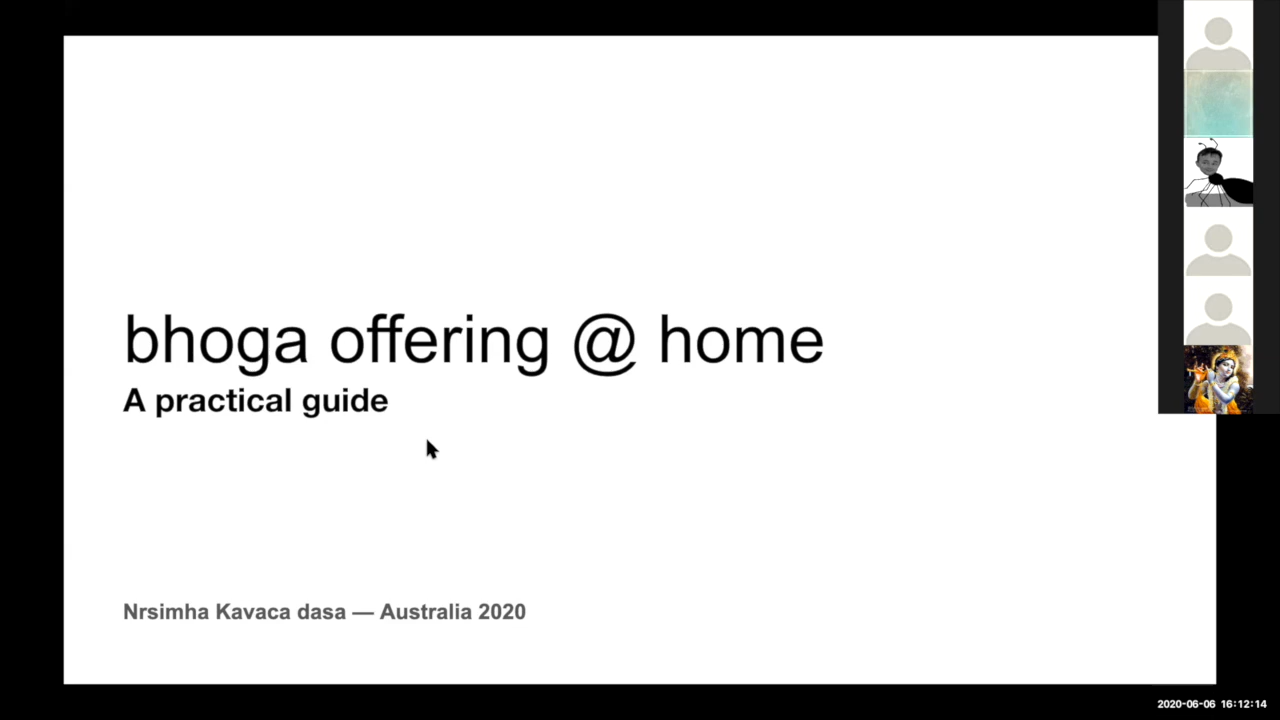 bhoga offering @ home
A practical guide
Nrsimha Kavaca dasa — Australia 2020
2020-06-06 16:12:14